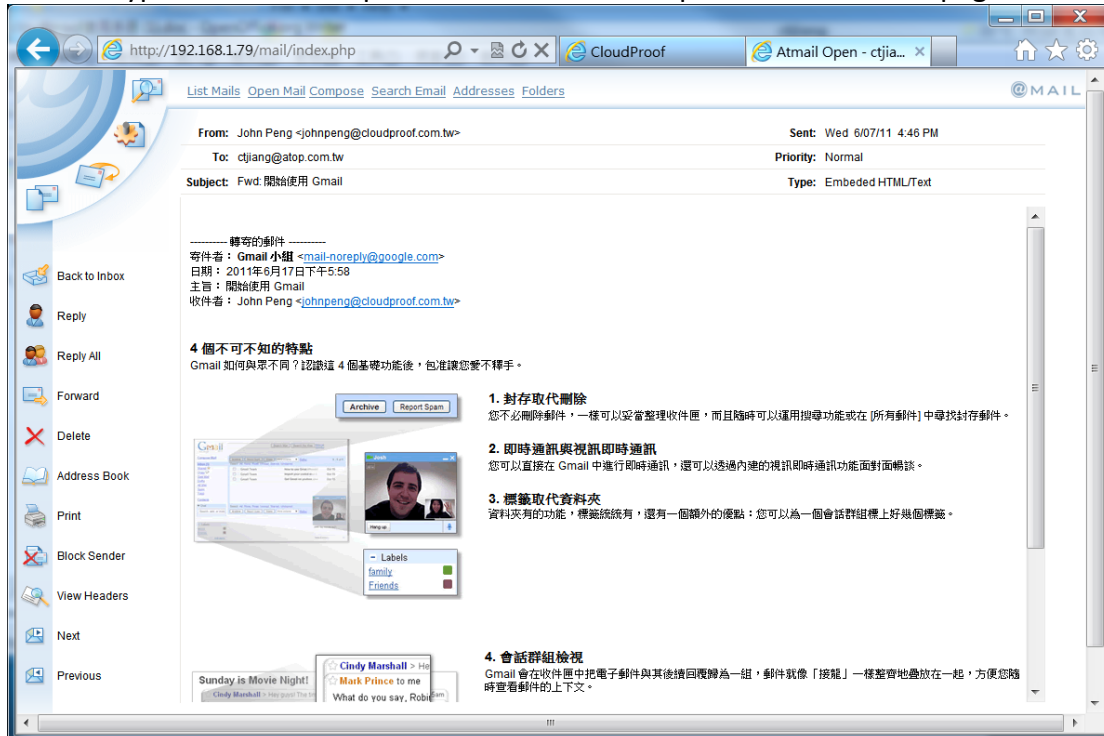 http://192.168.1.79/mail/index.php
CloudProof
Atmail Open - ctjia...
List Mails Open Mail Compose Search Email Addresses Folders
@MAIL
From: John Peng <johnpeng@cloudproof.com.tw>
Sent: Wed 6/07/11 4:46 PM
To: ctjiang@atop.com.tw
Priority: Normal
Subject: Fwd: 開始使用 Gmail
Type: Embeded HTML/Text
---------- 轉寄的郵件 ----------
寄件者： Gmail 小組 <mail-noreply@google.com>
日期： 2011年6月17日下午5:58
主旨： 開始使用 Gmail
收件者： John Peng <johnpeng@cloudproof.com.tw>
Back to Inbox
Reply
Reply All
Forward
Delete
Address Book
Print
Block Sender
View Headers
Next
Previous
4 個不可不知的特點
Gmail 如何與眾不同？認識這 4 個基礎功能後，包准讓您愛不釋手。
Archive Report Spam
1. 封存取代刪除
您不必刪除郵件，一樣可以妥當整理收件匣，而且隨時可以運用搜尋功能或在 [所有郵件] 中尋找封存郵件。
Gmail
2. 即時通訊與視訊即時通訊
您可以直接在 Gmail 中進行即時通訊，還可以透過內建的視訊即時通訊功能面對面暢談。
3. 標籤取代資料夾
資料夾有的功能，標籤統統有，還有一個額外的優點：您可以為一個會話群組標上好幾個標籤。
Hang up
- Labels
family
Friends
4. 會話群組檢視
Gmail 會在收件匣中把電子郵件與其後續回覆歸為一組，郵件就像「接龍」一樣整齊地疊放在一起，方便您隨
時查看郵件的上下文。
Sunday is Movie Night!
Cindy Marshall > He
Mark Prince to me
What do you say, Robi